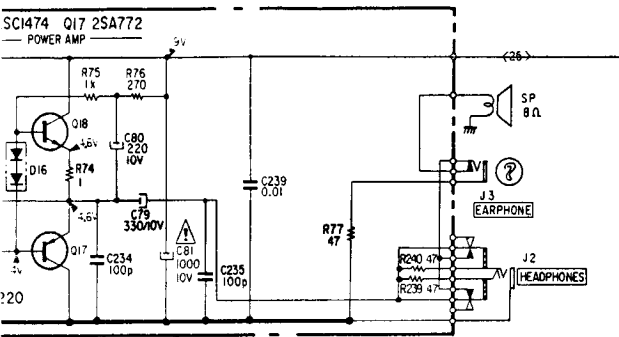 SC1474 Q17 2SA772
POWER AMP
9V
(26)
R75
1K
R76
270
SP
8Ω
Q18
C80
220
10V
4.6V
D16
R74
1
C239
0.01
J3
EARPHONE
4.6V
C79
330/10V
R77
47
Q17
C81
1000
10V
C234
100p
C235
100p
.4V
R240 47
R239 47
J2
HEADPHONES
220